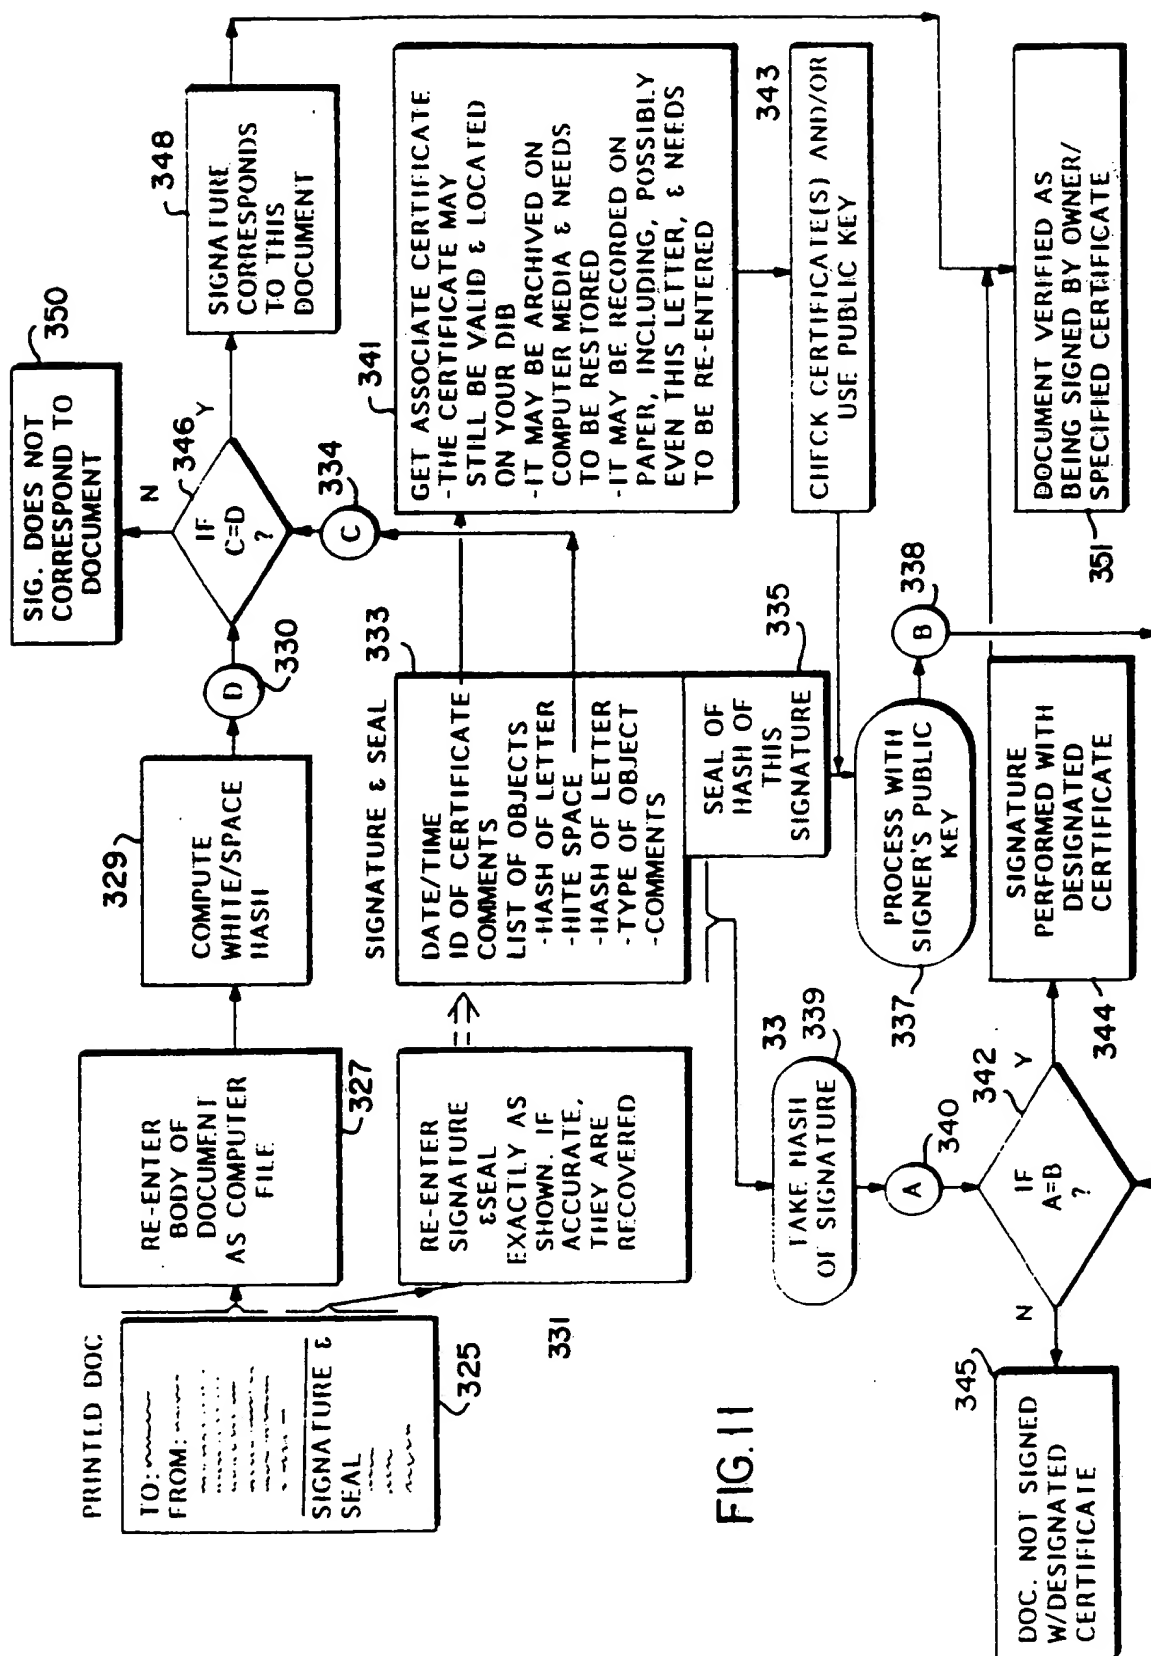 PRINTED DOC
TO:
FROM:
SIGNATURE &
SEAL
325
RE-ENTER
BODY OF
DOCUMENT
AS COMPUTER
FILE
327
COMPUTE
WHITE/SPACE
HASH
329
D
330
IF
C=D
?
346
N
Y
SIG. DOES NOT
CORRESPOND TO
DOCUMENT
350
SIGNATURE
CORRESPONDS
TO THIS
DOCUMENT
348
C
334
331
RE-ENTER
SIGNATURE
&SEAL
EXACTLY AS
SHOWN. IF
ACCURATE,
THEY ARE
RECOVERED
SIGNATURE & SEAL
333
DATE/TIME
ID OF CERTIFICATE
COMMENTS
LIST OF OBJECTS
-HASH OF LETTER
-HITE SPACE
-HASH OF LETTER
-TYPE OF OBJECT
-COMMENTS
SEAL OF
HASH OF
THIS
SIGNATURE
335
341
GET ASSOCIATE CERTIFICATE
-THE CERTIFICATE MAY
STILL BE VALID & LOCATED
ON YOUR DIB
-IT MAY BE ARCHIVED ON
COMPUTER MEDIA & NEEDS
TO BE RESTORED
-IT MAY BE RECORDED ON
PAPER, INCLUDING, POSSIBLY
EVEN THIS LETTER, & NEEDS
TO BE RE-ENTERED
343
CHECK CERTIFICATE(S) AND/OR
USE PUBLIC KEY
33
339
TAKE HASH
OF SIGNATURE
A
340
PROCESS WITH
SIGNER'S PUBLIC
KEY
337
B
338
IF
A=B
?
342
N
Y
345
DOC. NOT SIGNED
W/DESIGNATED
CERTIFICATE
SIGNATURE
PERFORMED WITH
DESIGNATED
CERTIFICATE
344
DOCUMENT VERIFIED AS
BEING SIGNED BY OWNER/
SPECIFIED CERTIFICATE
351
FIG.11